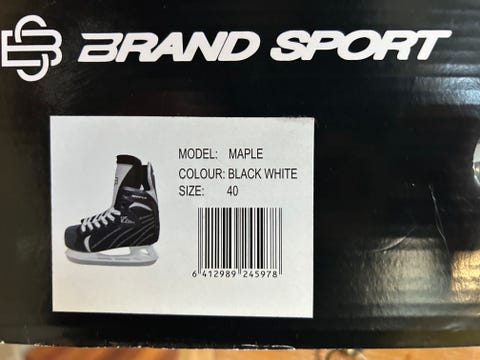 BRAND SPORT
MODEL: MAPLE
COLOUR: BLACK WHITE
SIZE: 40
6 412989 245978